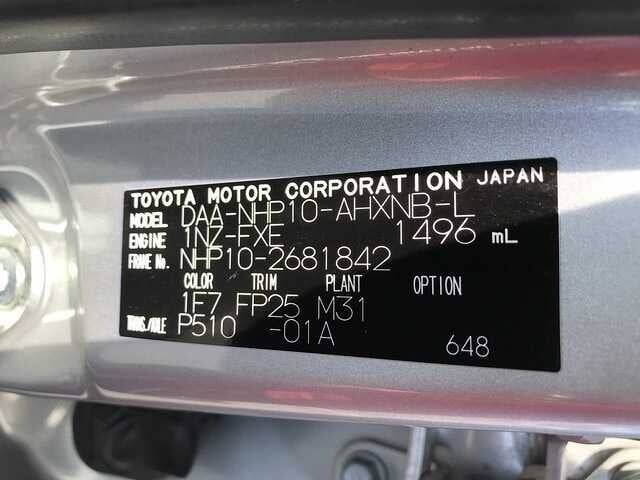 TOYOTA MOTOR CORPORATION JAPAN
MODEL DAA-NHP10-AHXNB-L
ENGINE 1NZ-FXE 1496 mL
FRAME No. NHP10-2681842
COLOR TRIM PLANT OPTION
1F7 FP25 M31
TRANS./AXLE P510 -01A
648